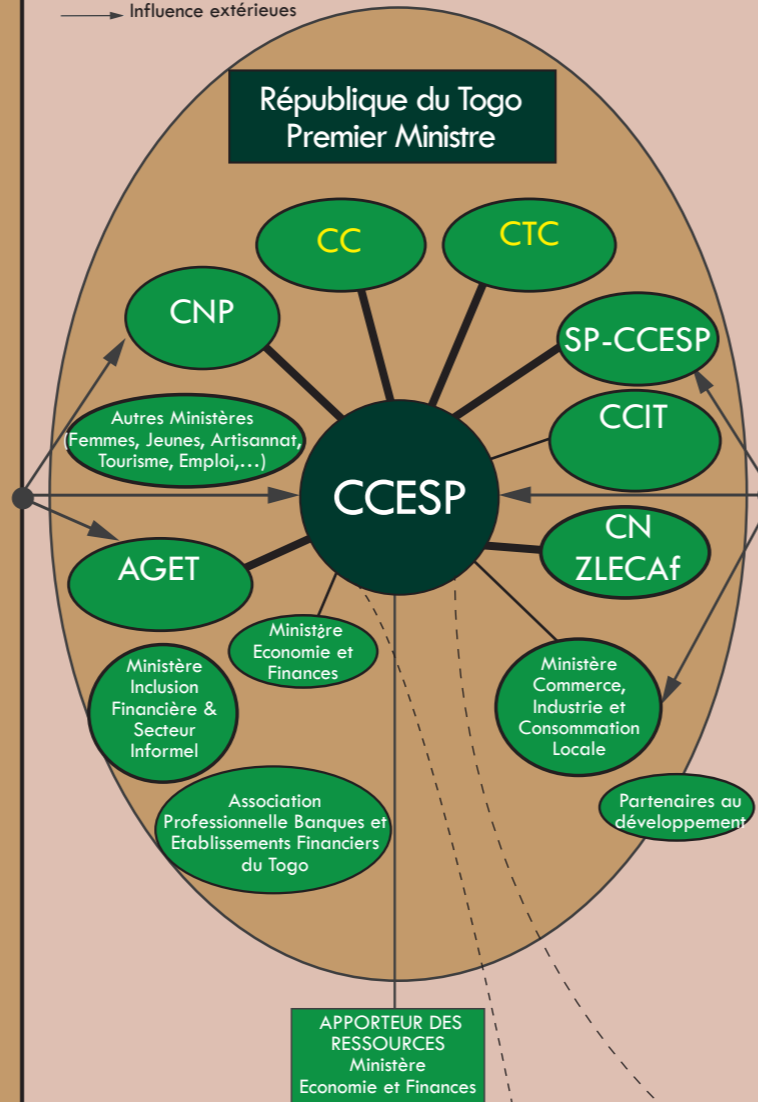 Influence extérieues
République du Togo
Premier Ministre
CC
CTC
CNP
SP-CCESP
Autres Ministères
(Femmes, Jeunes, Artisannat,
Tourisme, Emploi,...)
CCIT
CCESP
CN
ZLECAf
AGET
Ministère
Economie et
Finances
Ministère
Inclusion
Financière &
Secteur
Informel
Ministère
Commerce,
Industrie et
Consommation
Locale
Association
Professionnelle Banques et
Etablissements Financiers
du Togo
Partenaires au
développement
APPORTEUR DES
RESSOURCES
Ministère
Economie et Finances